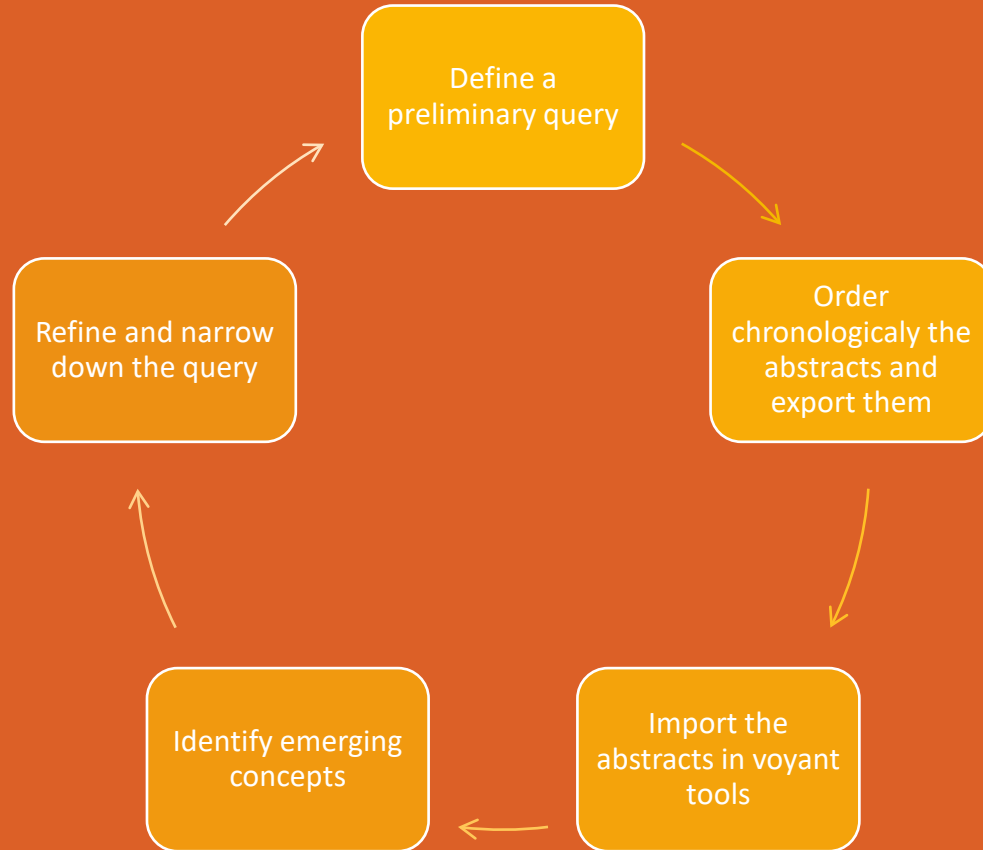 Define a
preliminary query
Order
chronologicaly the
abstracts and
export them
Import the
abstracts in voyant
tools
Identify emerging
concepts
Refine and narrow
down the query